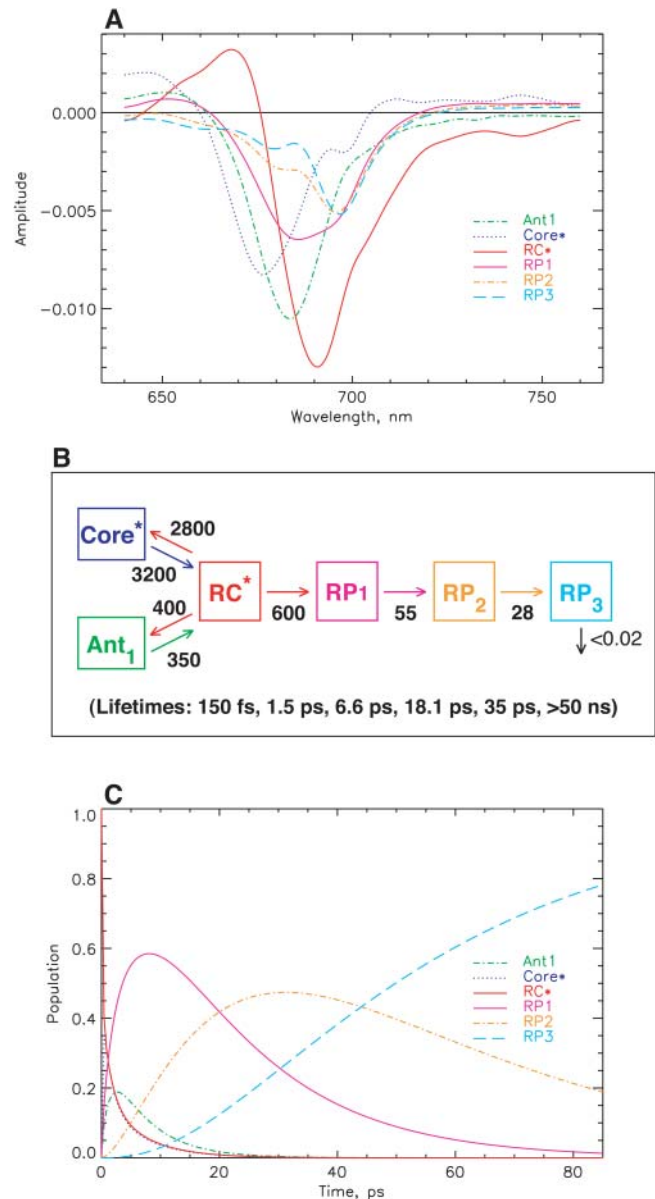 A
0.000
-0.005
-0.010
Amplitude
Ant1
Core*
RC*
RP1
RP2
RP3
650
700
750
Wavelength, nm
B
Core*
2800
3200
RC*
600
RP1
55
RP2
28
RP3
400
350
Ant1
<0.02
(Lifetimes: 150 fs, 1.5 ps, 6.6 ps, 18.1 ps, 35 ps, >50 ns)
C
1.0
0.8
0.6
0.4
0.2
0.0
Population
Ant1
Core*
RC*
RP1
RP2
RP3
0
20
40
60
80
Time, ps